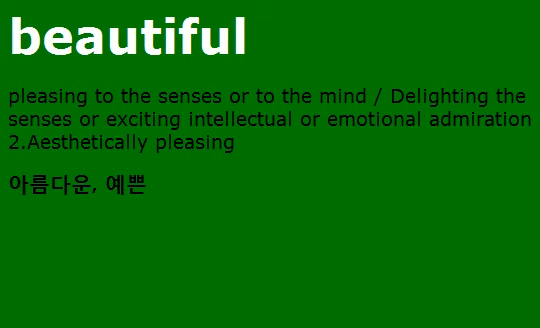 beautiful
pleasing to the senses or to the mind / Delighting the
senses or exciting intellectual or emotional admiration
2.Aesthetically pleasing
아름다운, 예쁜